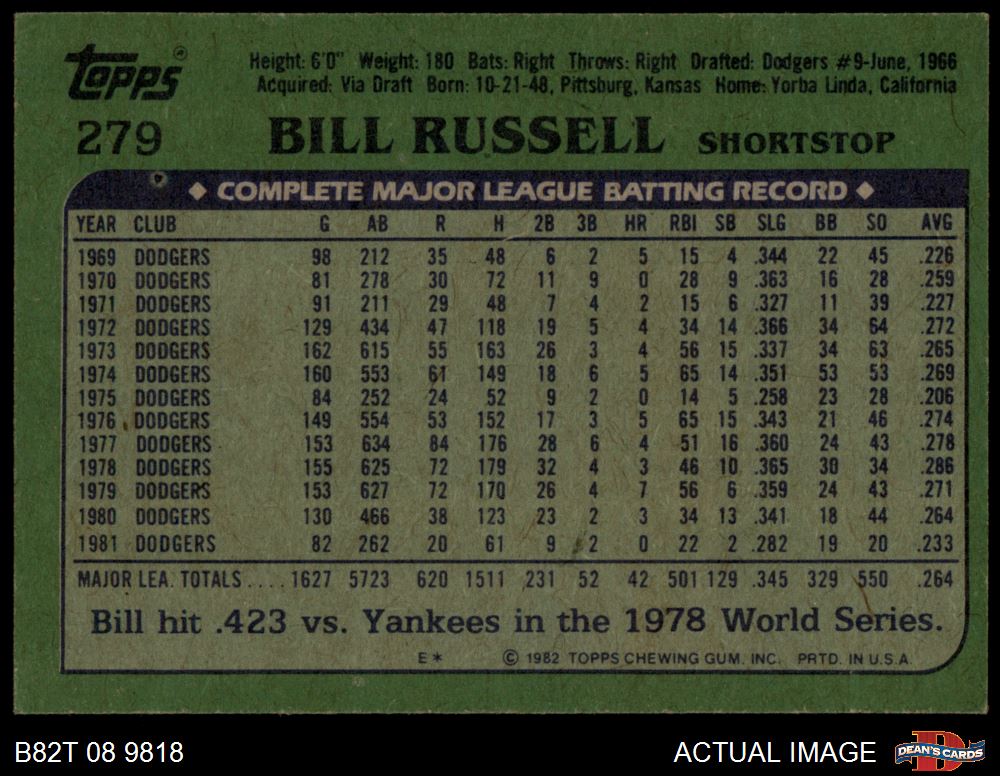 Topps ®
Height: 6'0" Weight: 180 Bats: Right Throws: Right Drafted: Dodgers #9-June, 1966
Acquired: Via Draft Born: 10-21-48, Pittsburg, Kansas Home: Yorba Linda, California
279 BILL RUSSELL SHORTSTOP
◆ COMPLETE MAJOR LEAGUE BATTING RECORD ◆
YEAR CLUB G AB R H 2B 3B HR RBI SB SLG BB SO AVG
1969 DODGERS 98 212 35 48 6 2 5 15 4 .344 22 45 .226
1970 DODGERS 81 278 30 72 11 9 0 28 9 .363 16 28 .259
1971 DODGERS 91 211 29 48 7 4 2 15 6 .327 11 39 .227
1972 DODGERS 129 434 47 118 19 5 4 34 14 .366 34 64 .272
1973 DODGERS 162 615 55 163 26 3 4 56 15 .337 34 63 .265
1974 DODGERS 160 553 61 149 18 6 5 65 14 .351 53 53 .269
1975 DODGERS 84 252 24 52 9 2 0 14 5 .258 23 28 .206
1976 DODGERS 149 554 53 152 17 3 5 65 15 .343 21 46 .274
1977 DODGERS 153 634 84 176 28 6 4 51 16 .360 24 43 .278
1978 DODGERS 155 625 72 179 32 4 3 46 10 .365 30 34 .286
1979 DODGERS 153 627 72 170 26 4 7 56 6 .359 24 43 .271
1980 DODGERS 130 466 38 123 23 2 3 34 13 .341 18 44 .264
1981 DODGERS 82 262 20 61 9 2 0 22 2 .282 19 20 .233
MAJOR LEA. TOTALS.... 1627 5723 620 1511 231 52 42 501 129 .345 329 550 .264
Bill hit .423 vs. Yankees in the 1978 World Series.
E* © 1982 TOPPS CHEWING GUM, INC. PRTD. IN U.S.A.
B82T 08 9818 ACTUAL IMAGE DEAN'S CARDS